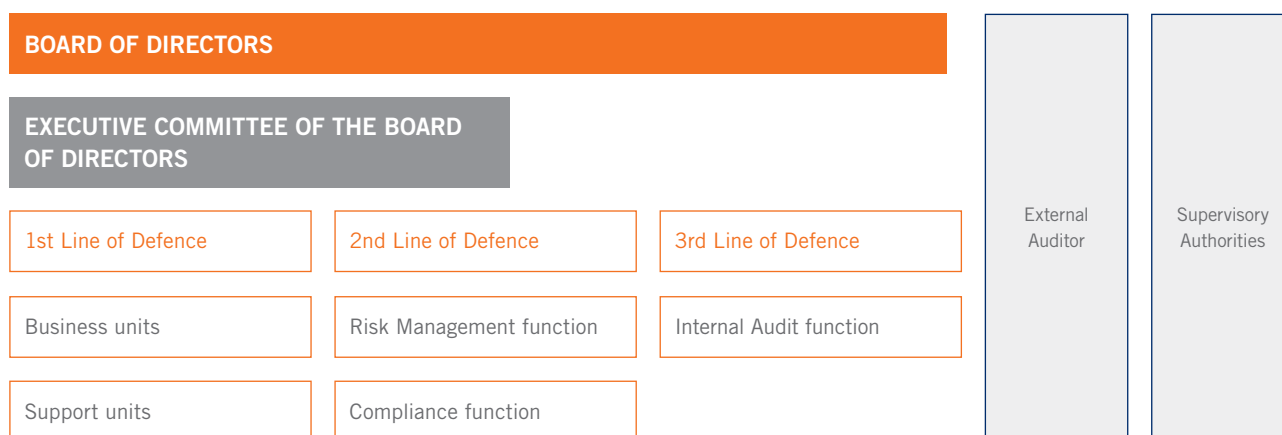 BOARD OF DIRECTORS
EXECUTIVE COMMITTEE OF THE BOARD
OF DIRECTORS
1st Line of Defence
2nd Line of Defence
3rd Line of Defence
Business units
Risk Management function
Internal Audit function
Support units
Compliance function
External
Auditor
Supervisory
Authorities